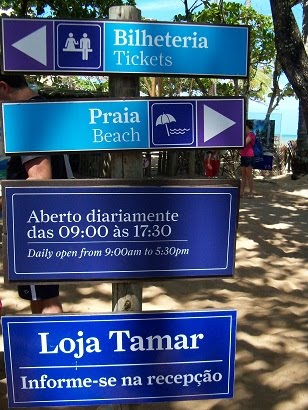 Bilheteria
Tickets
Praia
Beach
Aberto diariamente
das 09:00 às 17:30
Daily open from 9:00am to 5:30pm
Loja Tamar
Informe-se na recepção